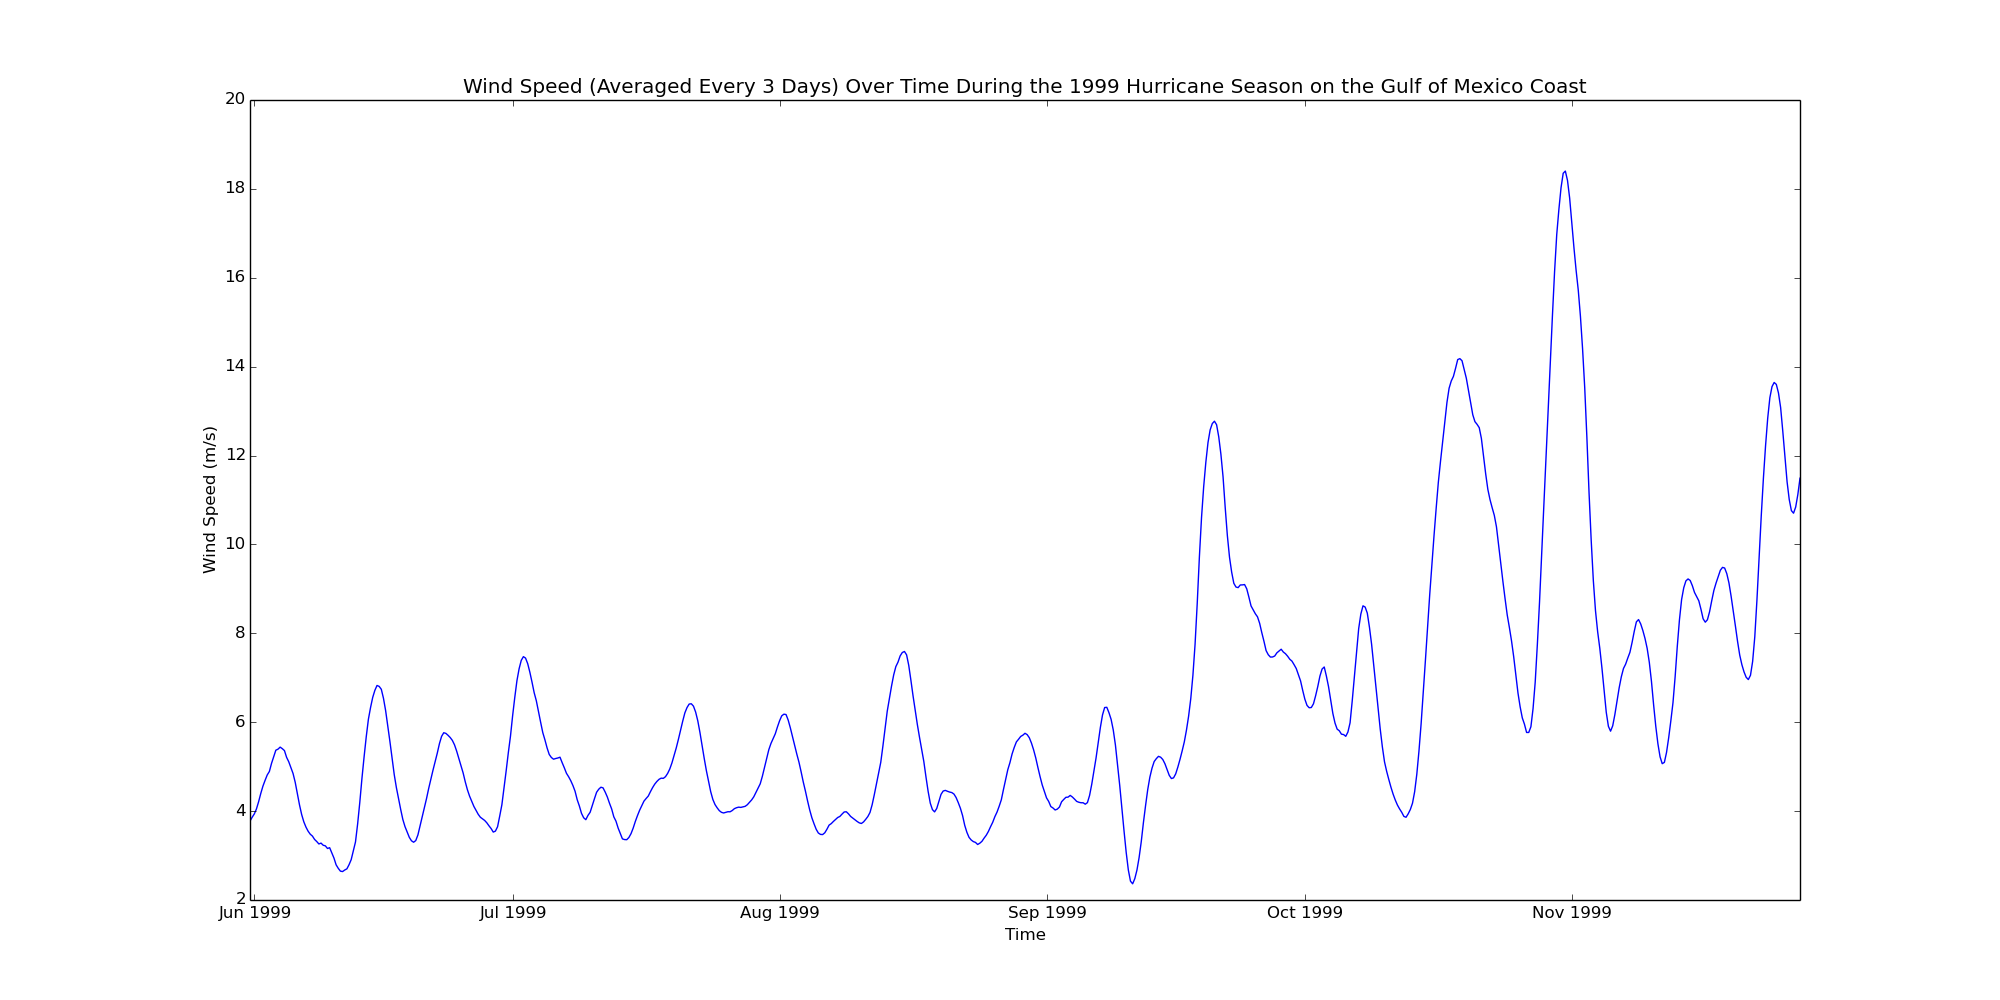 Wind Speed (Averaged Every 3 Days) Over Time During the 1999 Hurricane Season on the Gulf of Mexico Coast
20
18
16
14
12
10
8
6
4
2
Wind Speed (m/s)
Jun 1999 Jul 1999 Aug 1999 Sep 1999 Oct 1999 Nov 1999
Time